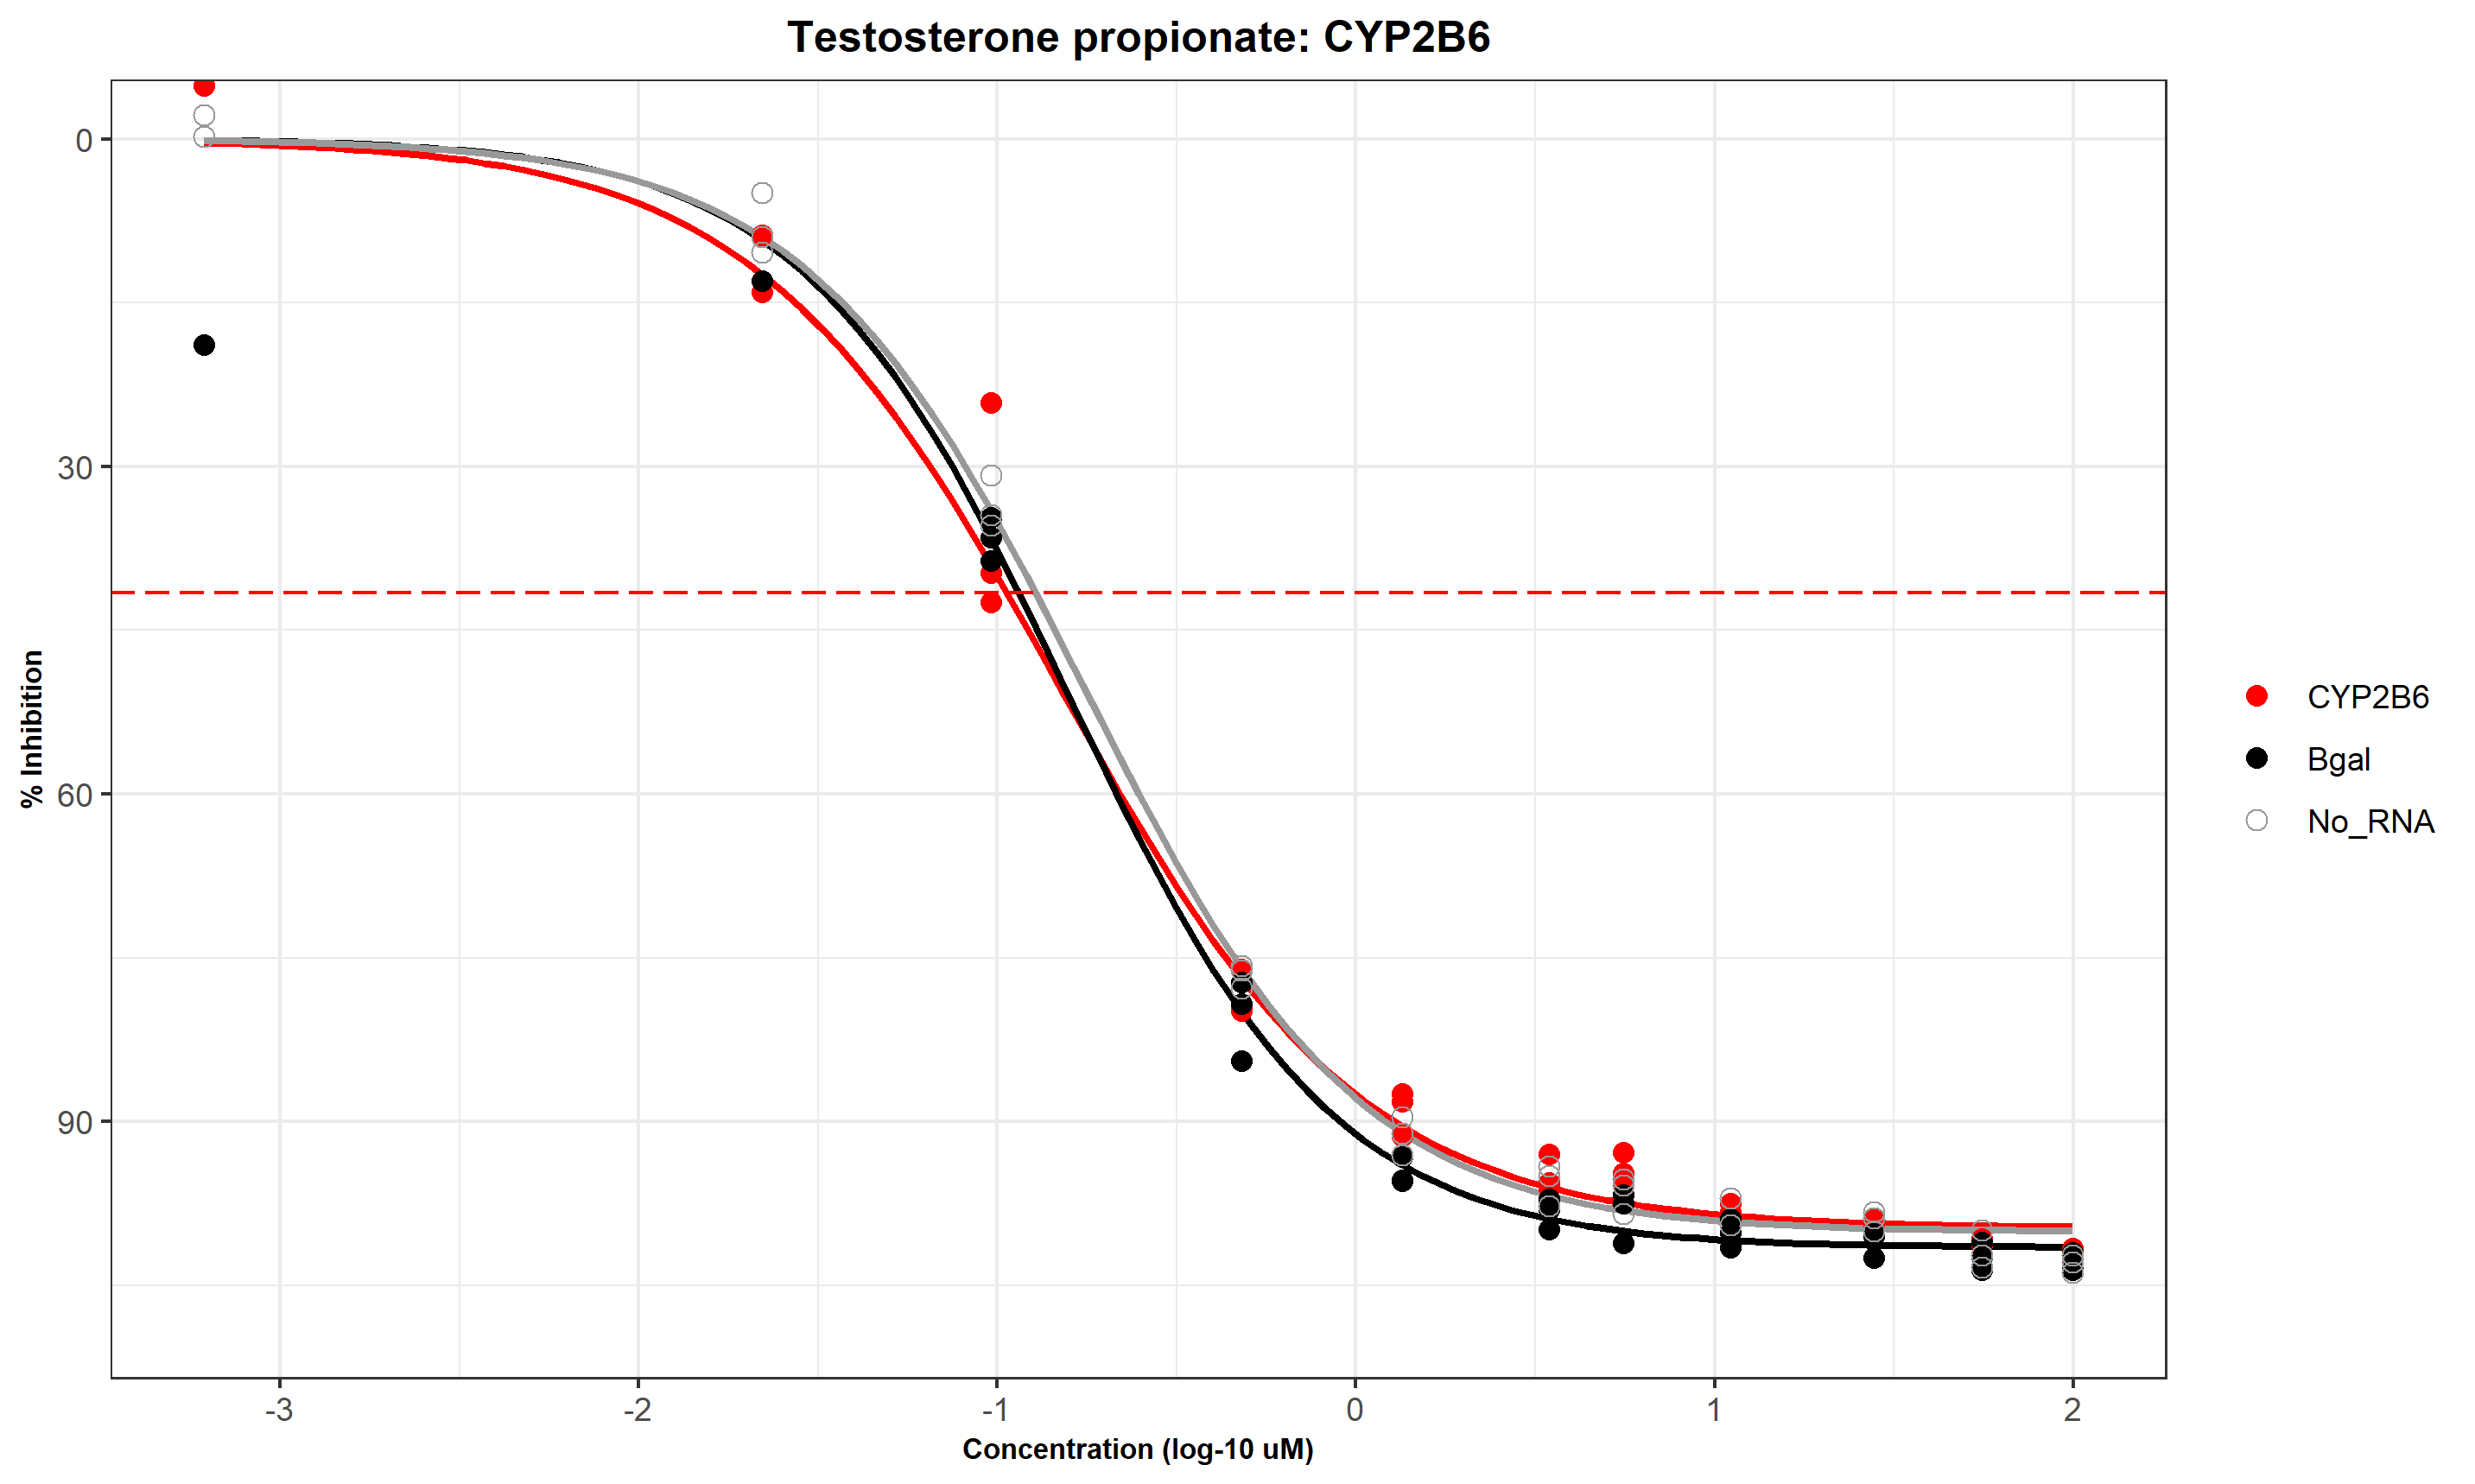 Testosterone propionate: CYP2B6
% Inhibition
0
30
60
90
-3
-2
-1
0
1
2
Concentration (log-10 uM)
CYP2B6
Bgal
No_RNA